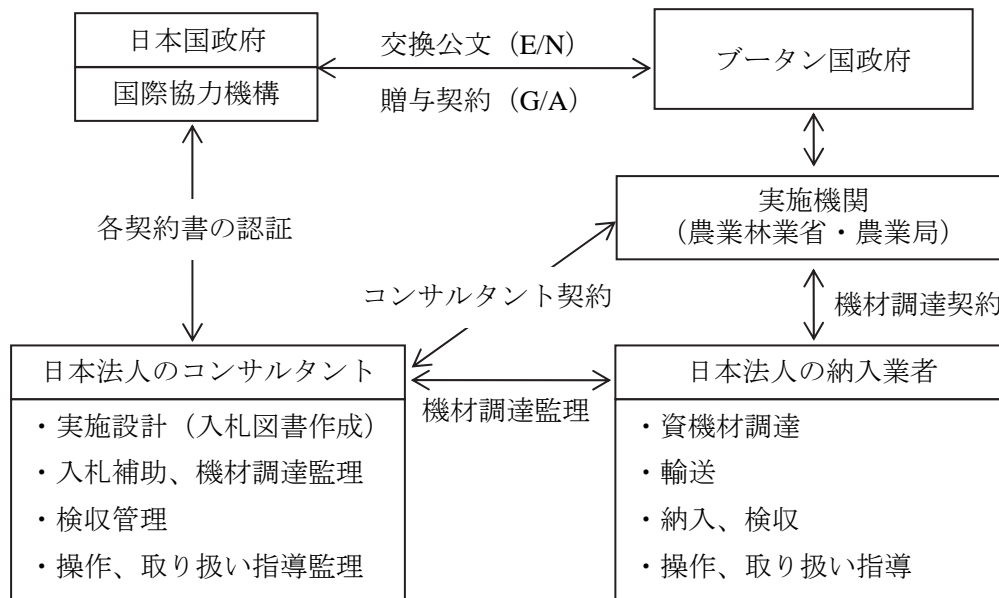 日本国政府
国際協力機構
交換公文（E/N）
贈与契約（G/A）
ブータン国政府
実施機関
（農業林業省・農業局）
各契約書の認証
コンサルタント契約
機材調達契約
日本法人のコンサルタント
・実施設計（入札図書作成）
・入札補助、機材調達監理
・検収管理
・操作、取り扱い指導監理
機材調達監理
日本法人の納入業者
・資機材調達
・輸送
・納入、検収
・操作、取り扱い指導